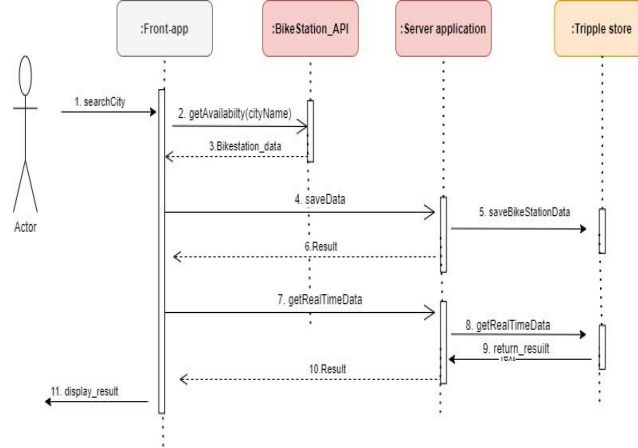 :Front-app
:BikeStation_API
:Server application
:Tripple store
1. searchCity
2. getAvailabilty(cityName)
3.Bikestation_data
4. saveData
5. saveBikeStationData
6.Result
7. getRealTimeData
8. getRealTimeData
9. return_resuilt
10.Result
11. display_result
Actor